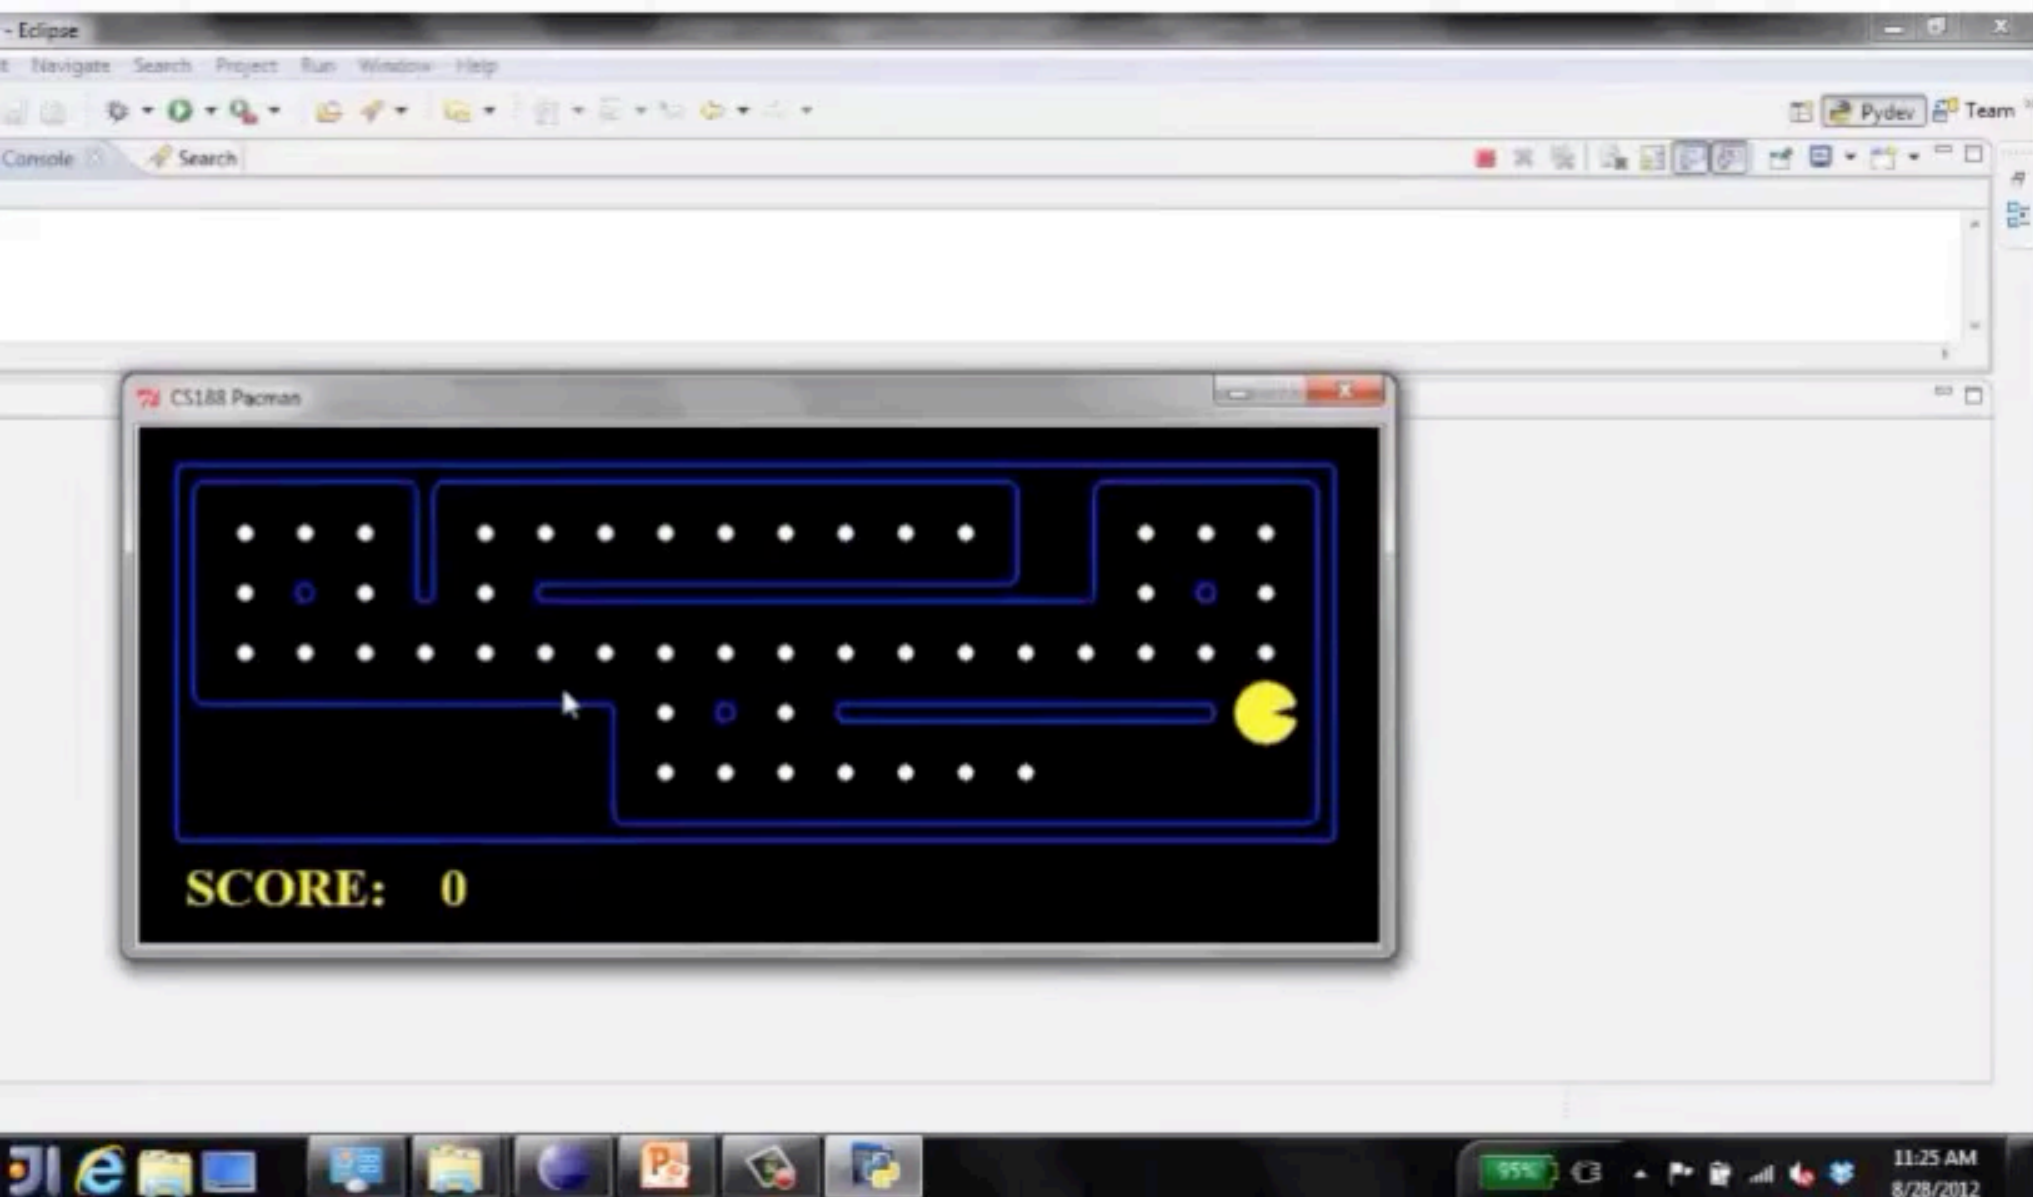 - Eclipse
t Navigate Search Project Run Window Help
Pydev Team
Console Search
CS188 Pacman
SCORE: 0
95%
11:25 AM
8/28/2012